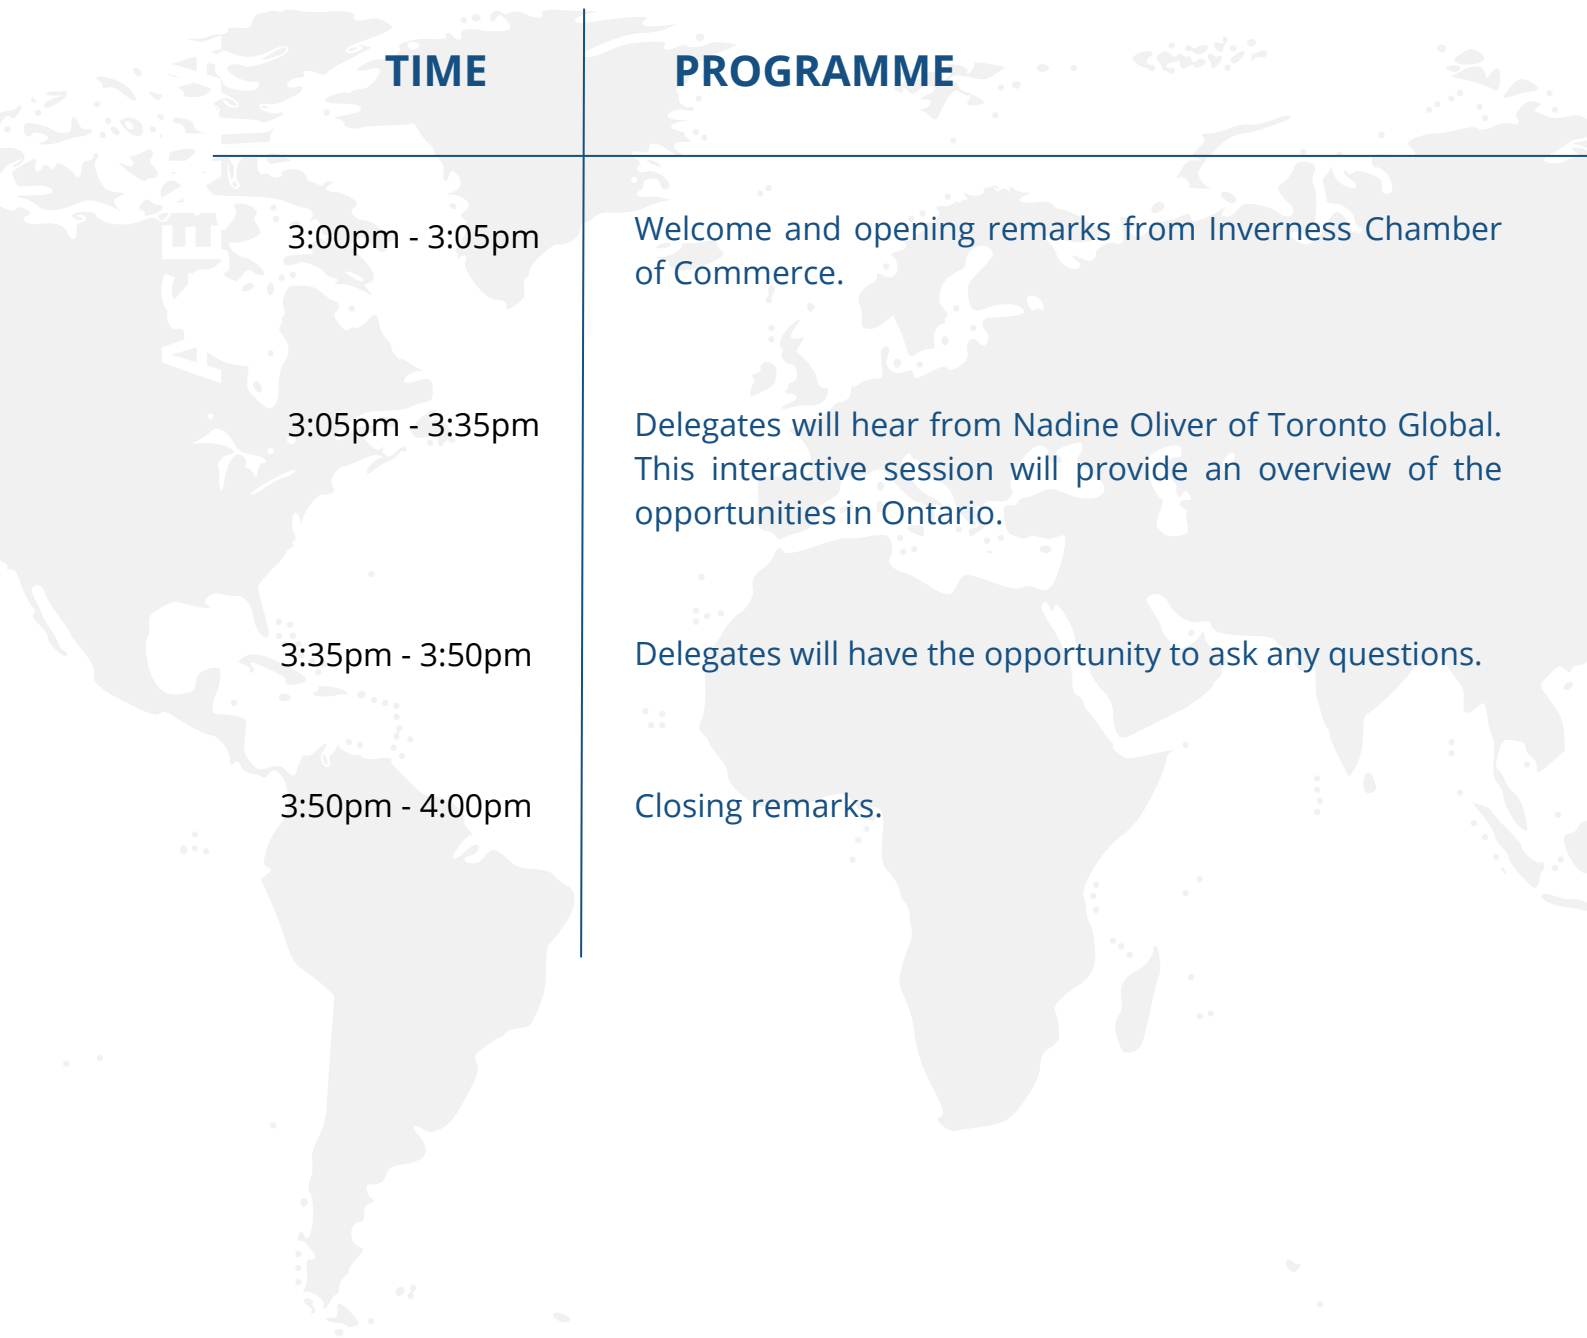 TIME PROGRAMME
3:00pm - 3:05pm Welcome and opening remarks from Inverness Chamber
of Commerce.
3:05pm - 3:35pm Delegates will hear from Nadine Oliver of Toronto Global.
This interactive session will provide an overview of the
opportunities in Ontario.
3:35pm - 3:50pm Delegates will have the opportunity to ask any questions.
3:50pm - 4:00pm Closing remarks.